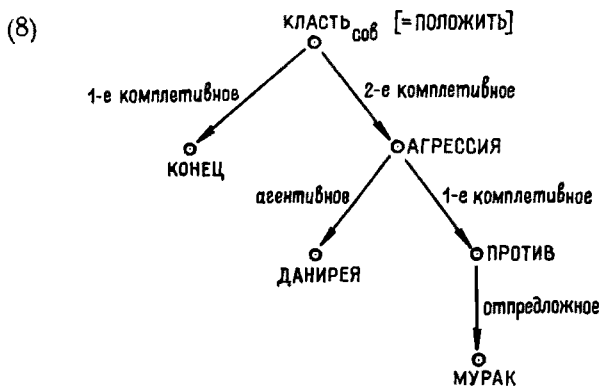 (8)
КЛАСТЬсов [=ПОЛОЖИТЬ]
1-е комплетивное
2-е комплетивное
КОНЕЦ
АГРЕССИЯ
агентивное
1-е комплетивное
ДАНИРЕЯ
ПРОТИВ
отпредложное
МУРАК